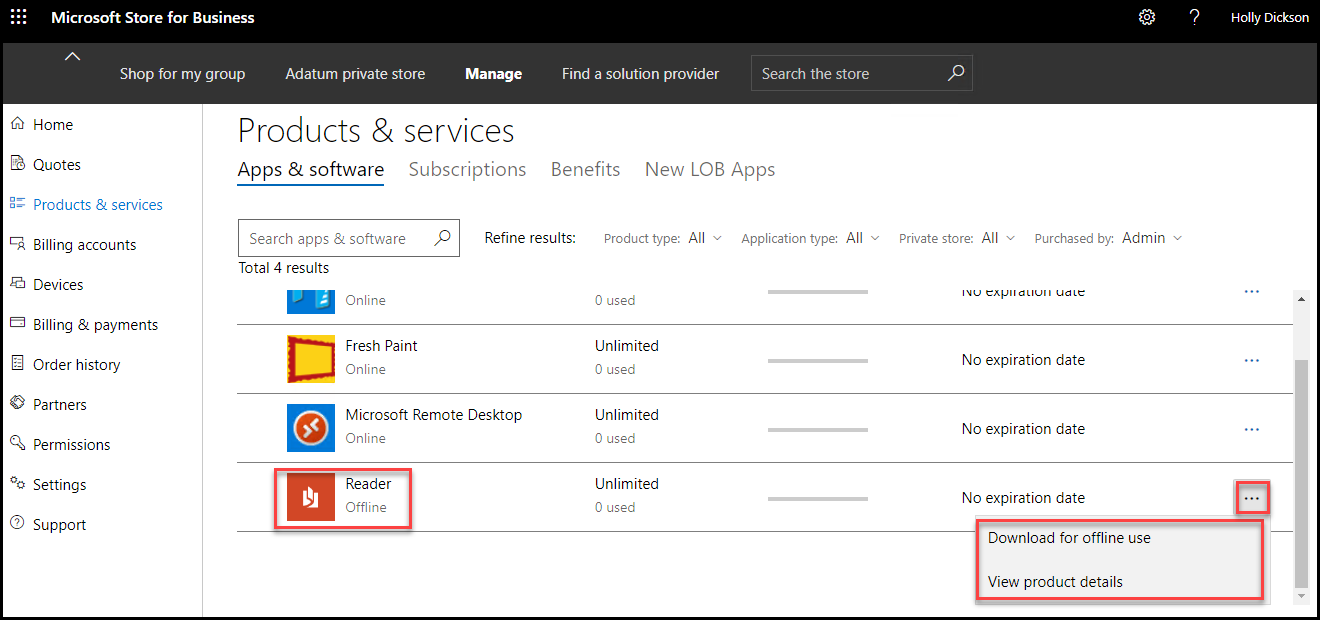 Microsoft Store for Business
? Holly Dickson
Shop for my group Adatum private store Manage Find a solution provider Search the store
Home
Quotes
Products & services
Billing accounts
Devices
Billing & payments
Order history
Partners
Permissions
Settings
Support
Products & services
Apps & software Subscriptions Benefits New LOB Apps
Search apps & software Refine results: Product type: All Application type: All Private store: All Purchased by: Admin
Total 4 results
Online 0 used No expiration date ...
Fresh Paint Unlimited
Online 0 used No expiration date ...
Microsoft Remote Desktop Unlimited
Online 0 used No expiration date ...
Reader Unlimited
Offline 0 used No expiration date ...
Download for offline use
View product details